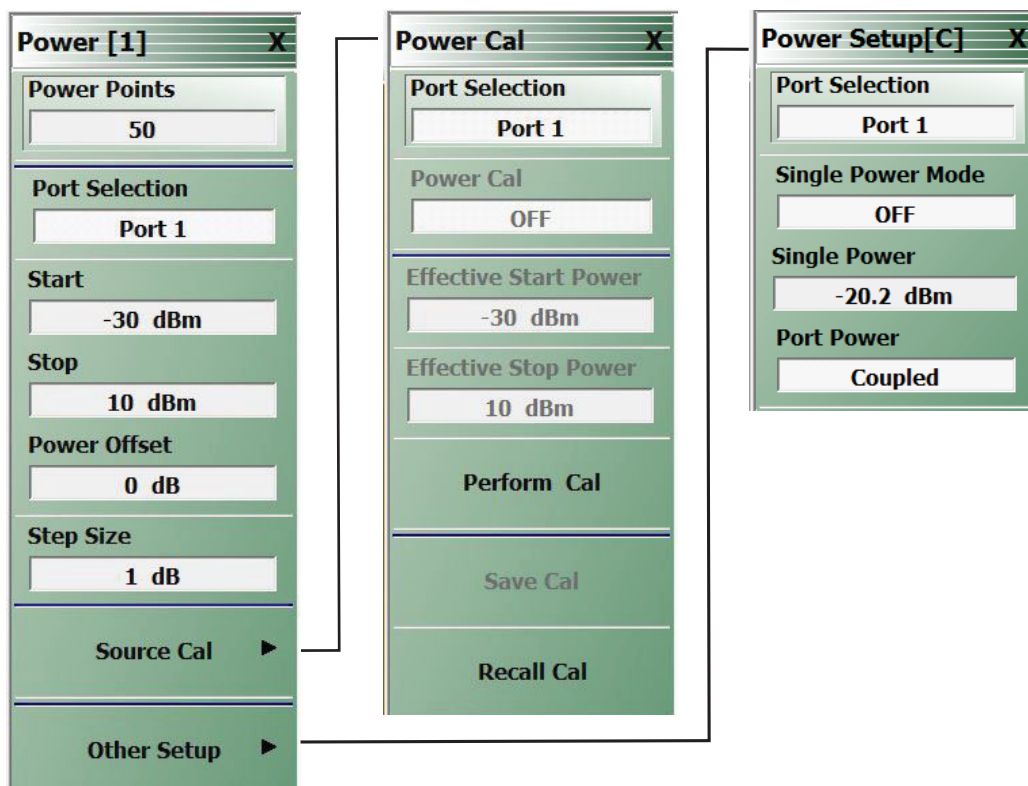 Power [1] X
Power Points
50
Port Selection
Port 1
Start
-30 dBm
Stop
10 dBm
Power Offset
0 dB
Step Size
1 dB
Source Cal ►
Other Setup ►
Power Cal X
Port Selection
Port 1
Power Cal
OFF
Effective Start Power
-30 dBm
Effective Stop Power
10 dBm
Perform Cal
Save Cal
Recall Cal
Power Setup[C] X
Port Selection
Port 1
Single Power Mode
OFF
Single Power
-20.2 dBm
Port Power
Coupled